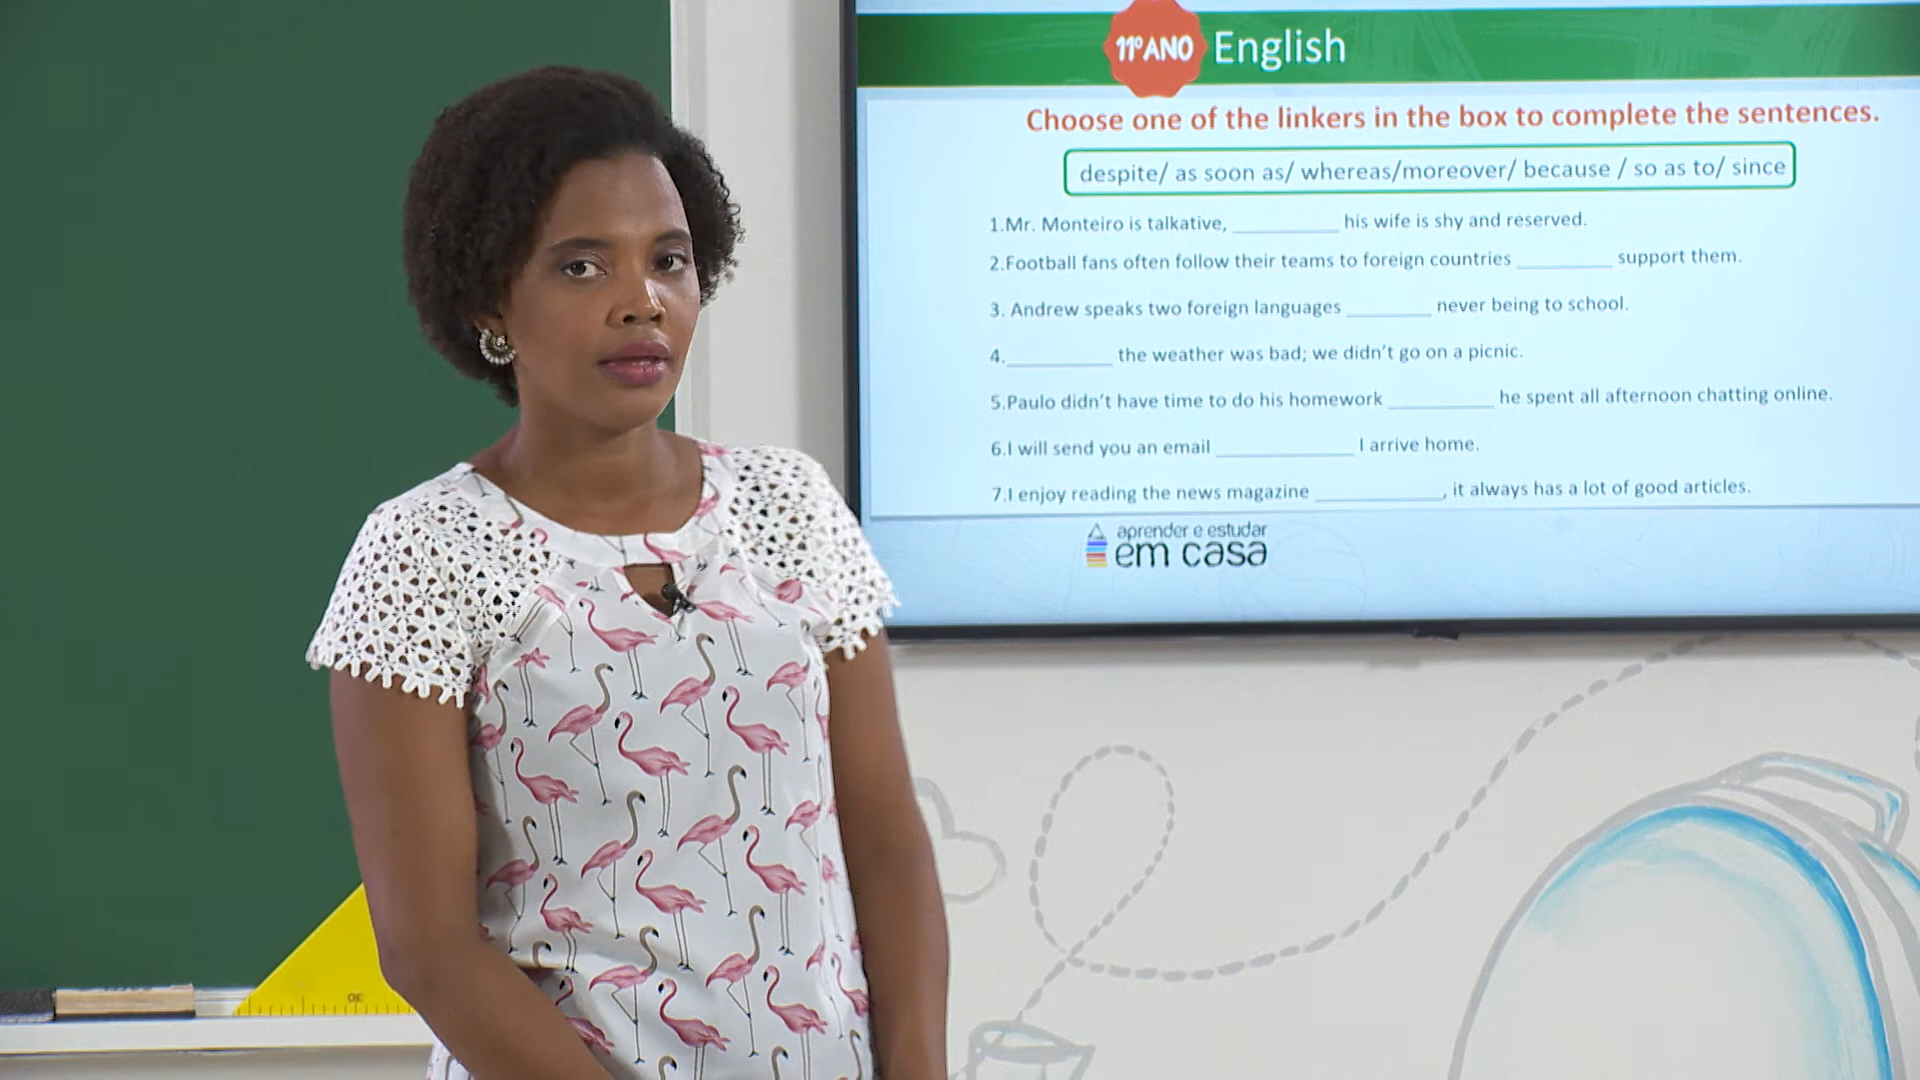 11º ANO English
Choose one of the linkers in the box to complete the sentences.
despite/ as soon as/ whereas/moreover/ because / so as to/ since
1.Mr. Monteiro is talkative, __________ his wife is shy and reserved.
2.Football fans often follow their teams to foreign countries _________ support them.
3. Andrew speaks two foreign languages ________ never being to school.
4.__________ the weather was bad; we didn't go on a picnic.
5.Paulo didn't have time to do his homework __________ he spent all afternoon chatting online.
6.I will send you an email _____________ I arrive home.
7.I enjoy reading the news magazine ____________, it always has a lot of good articles.
aprender e estudar
em casa